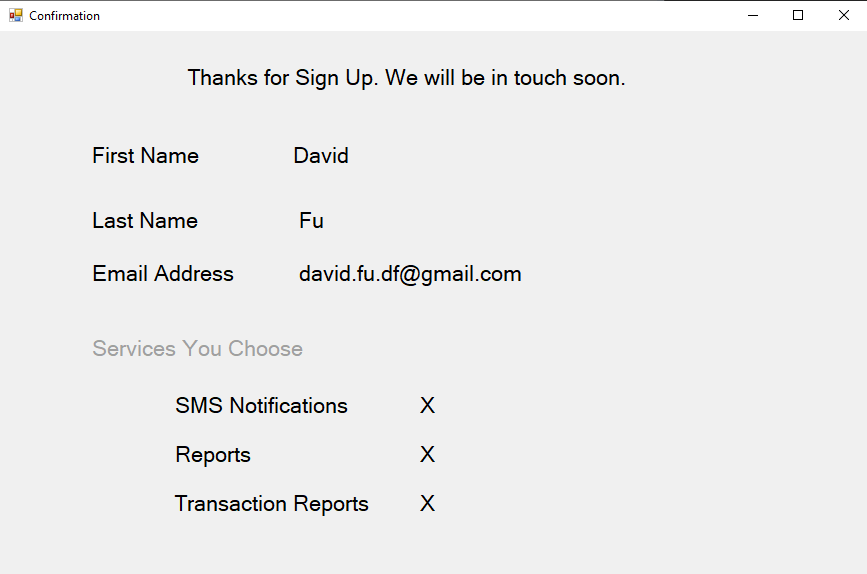 Confirmation
Thanks for Sign Up. We will be in touch soon.
First Name David
Last Name Fu
Email Address david.fu.df@gmail.com
Services You Choose
SMS Notifications X
Reports X
Transaction Reports X